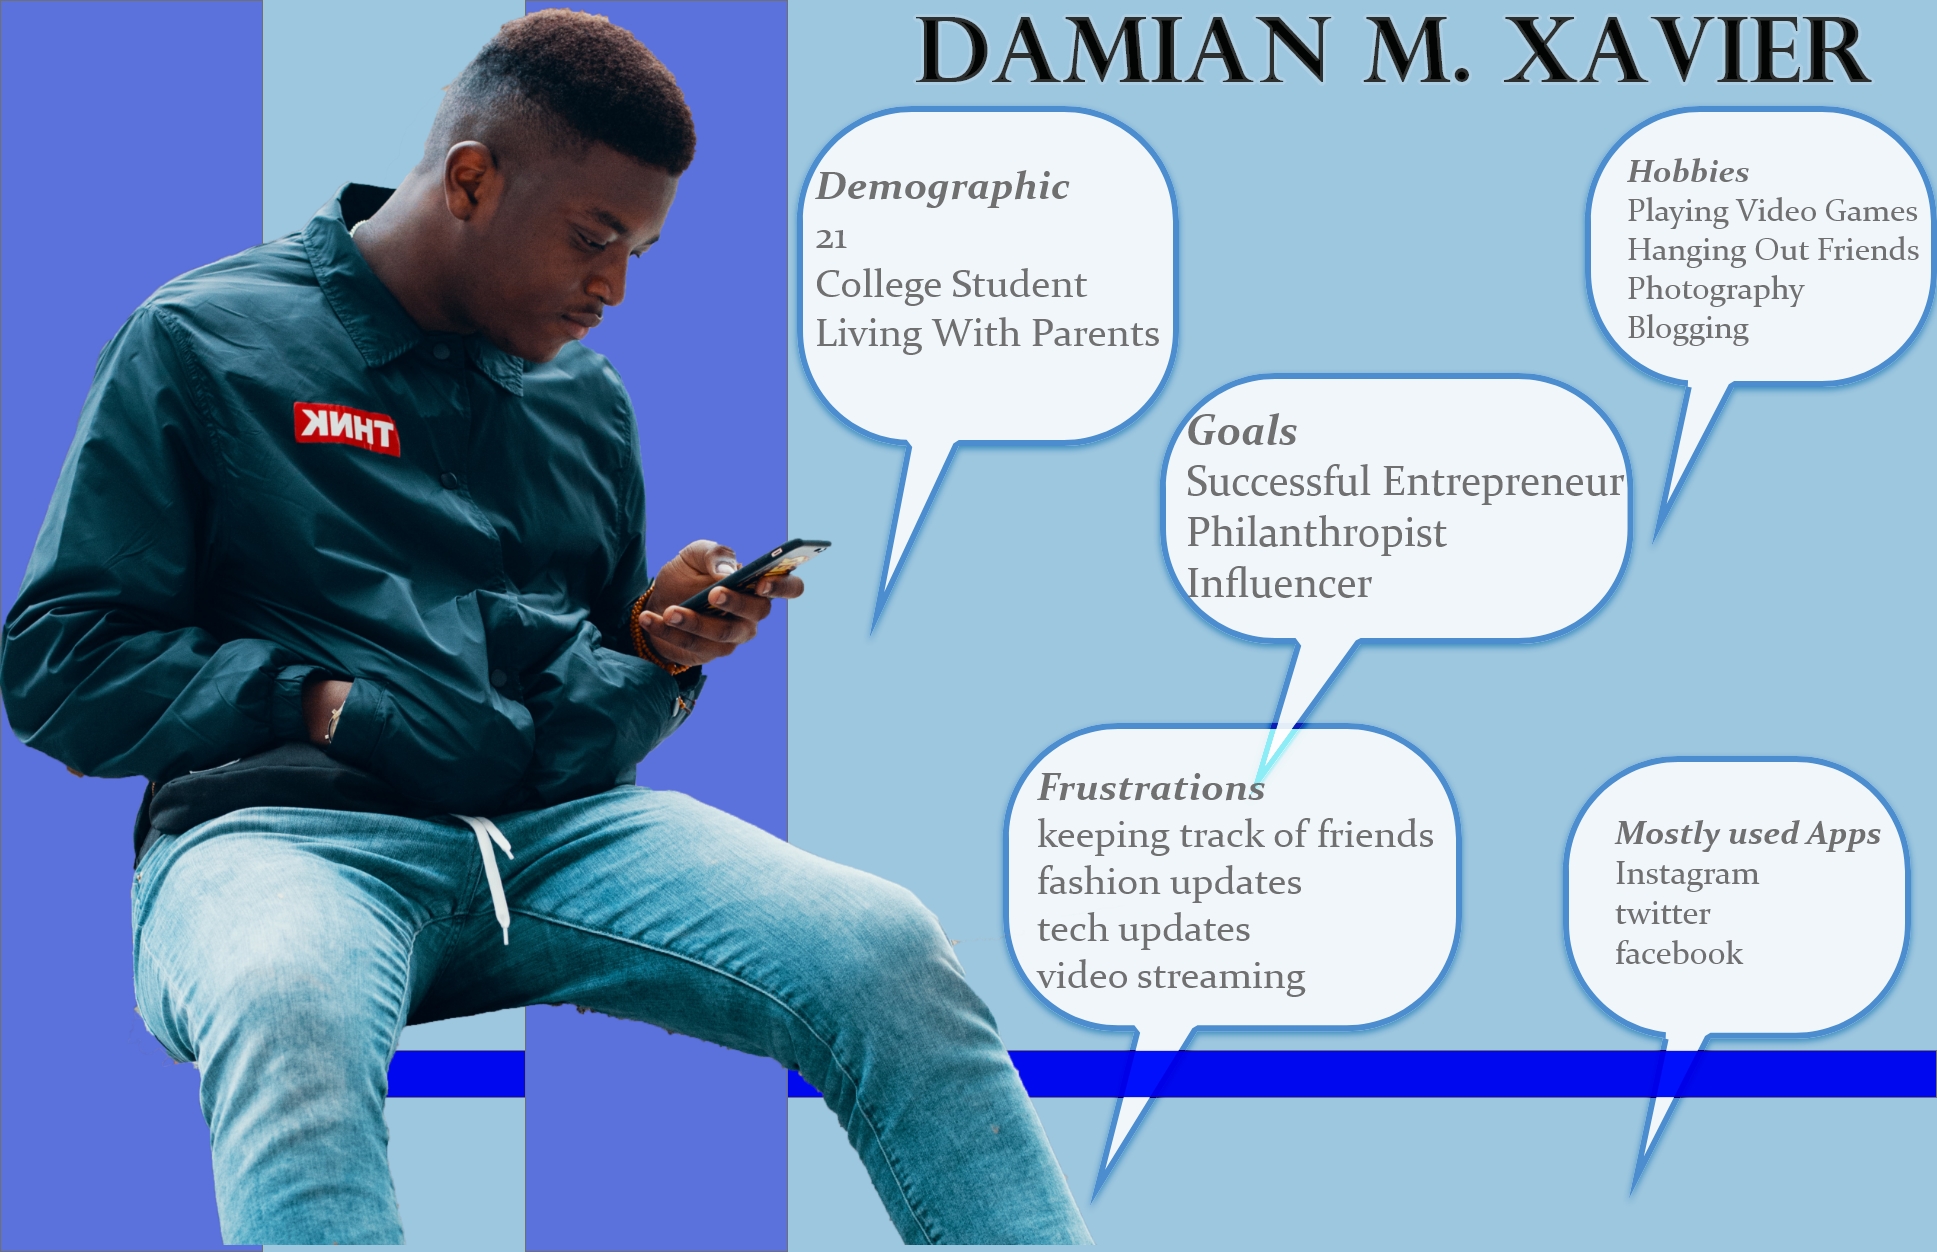 DAMIAN M. XAVIER
Demographic
21
College Student
Living With Parents
Hobbies
Playing Video Games
Hanging Out Friends
Photography
Blogging
Goals
Successful Entrepreneur
Philanthropist
Influencer
THNK
Frustrations
keeping track of friends
fashion updates
tech updates
video streaming
Mostly used Apps
Instagram
twitter
facebook